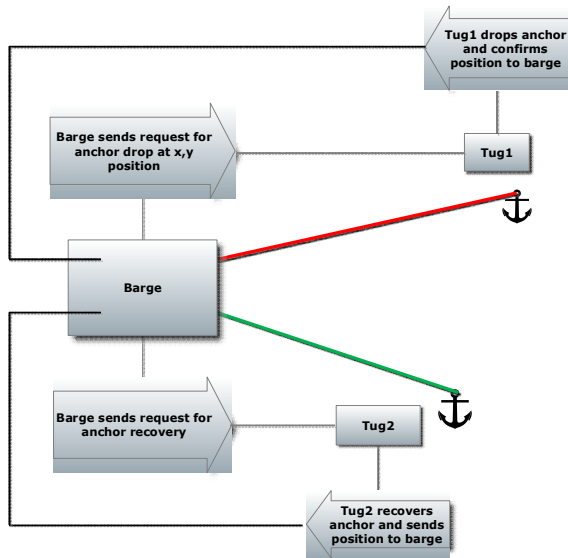 Tug1 drops anchor
and confirms
position to barge
Barge sends request for
anchor drop at x,y
position
Tug1
Barge
Barge sends request for
anchor recovery
Tug2
Tug2 recovers
anchor and sends
position to barge